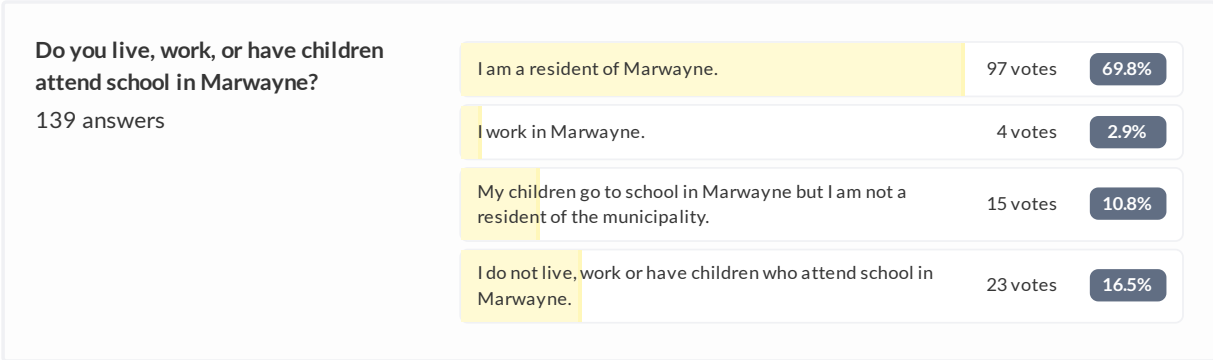 Do you live, work, or have children
attend school in Marwayne?
139 answers
I am a resident of Marwayne. 97 votes 69.8%
I work in Marwayne. 4 votes 2.9%
My children go to school in Marwayne but I am not a
resident of the municipality. 15 votes 10.8%
I do not live, work or have children who attend school in
Marwayne. 23 votes 16.5%